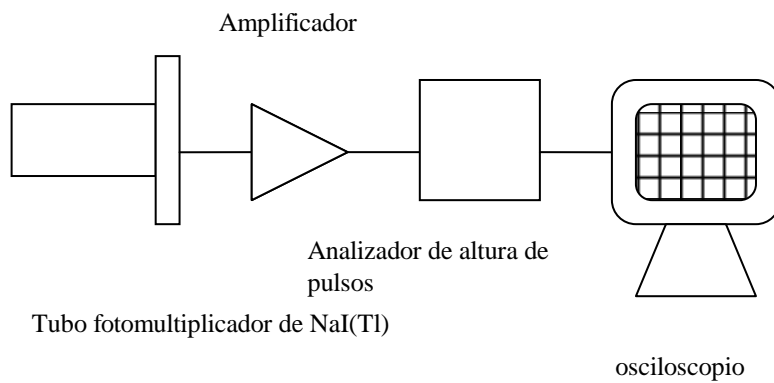 Amplificador
Analizador de altura de
pulsos
Tubo fotomultiplicador de NaI(Tl)
osciloscopio